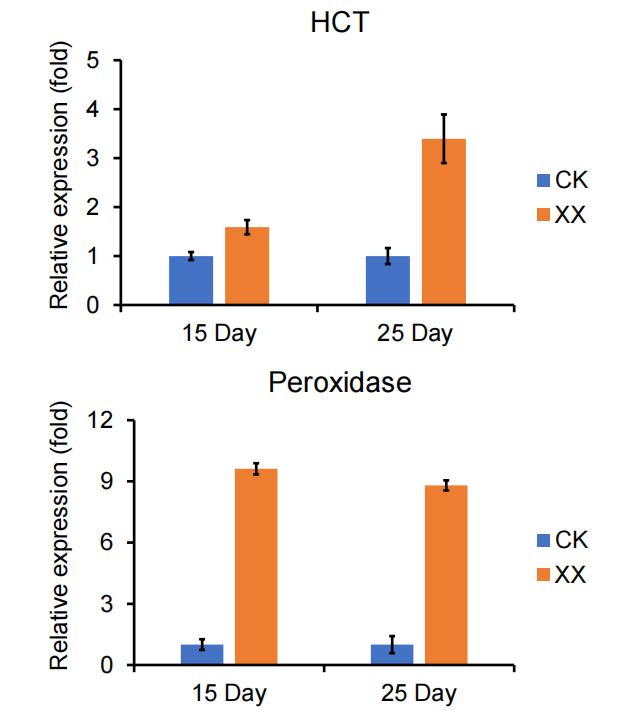 HCT
Relative expression (fold)
5
4
3
2
1
0
15 Day
25 Day
CK
XX
Peroxidase
Relative expression (fold)
12
9
6
3
0
15 Day
25 Day
CK
XX